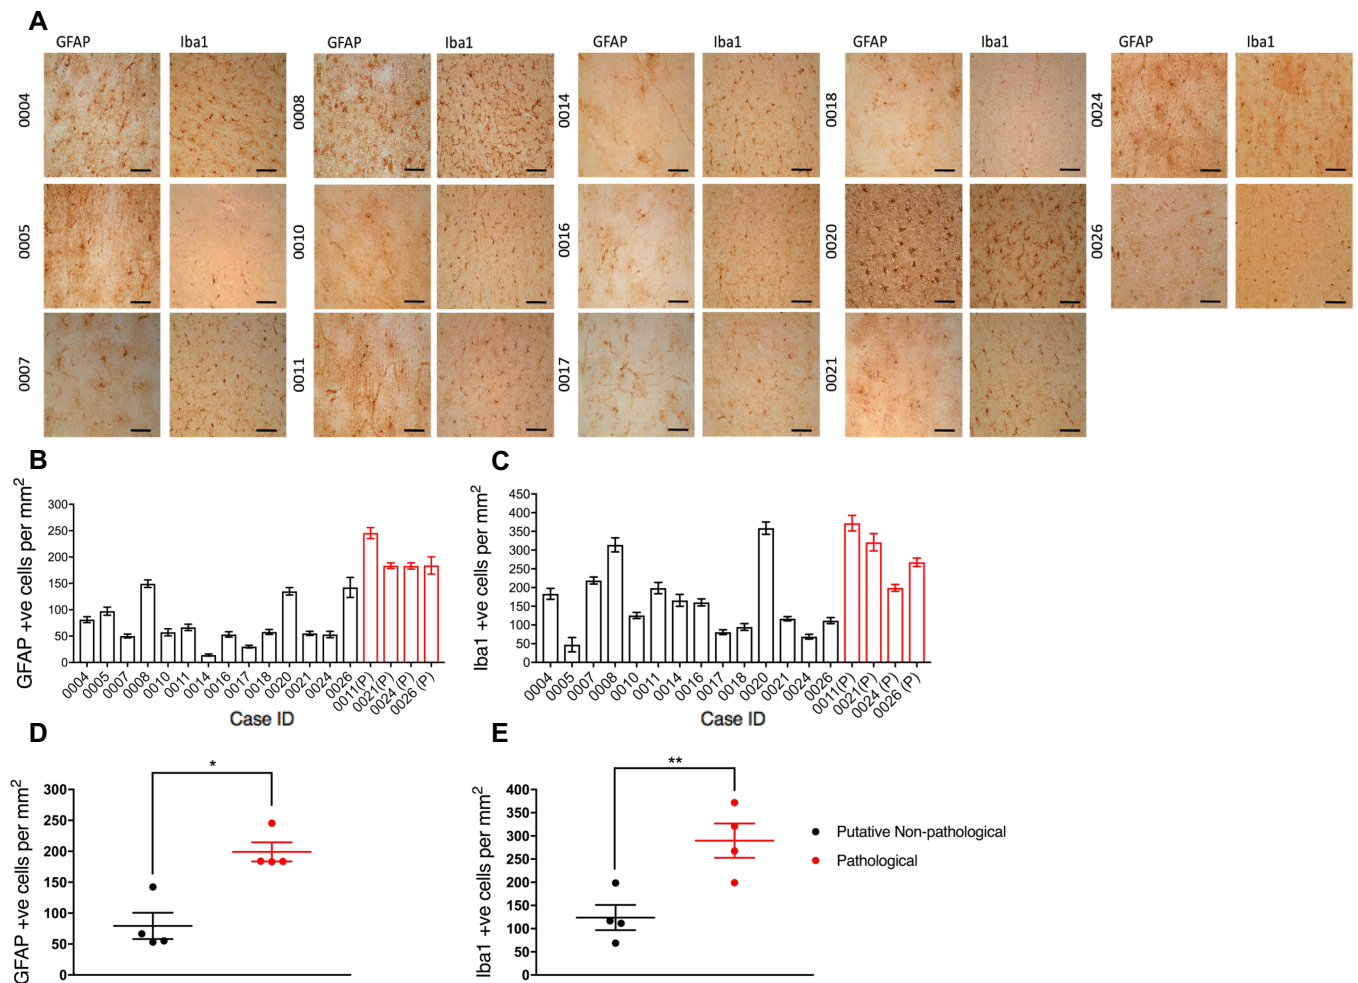 A
GFAP Iba1 GFAP Iba1 GFAP Iba1 GFAP Iba1 GFAP Iba1
0004 0008 0014 0018 0024
0005 0010 0016 0020 0026
0007 0011 0017 0021
B
GFAP +ve cells per mm2
300
250
200
150
100
50
0
0004 0005 0007 0008 0010 0011 0014 0016 0017 0018 0020 0021 0024 0026 0011(P) 0021(P) 0024 (P) 0026 (P)
Case ID
C
Iba1 +ve cells per mm2
450
400
350
300
250
200
150
100
50
0
0004 0005 0007 0008 0010 0011 0014 0016 0017 0018 0020 0021 0024 0026 0011(P) 0021(P) 0024 (P) 0026 (P)
Case ID
D
GFAP +ve cells per mm2
300
250
200
150
100
50
0
*
E
Iba1 +ve cells per mm2
400
350
300
250
200
150
100
50
0
**
Putative Non-pathological
Pathological